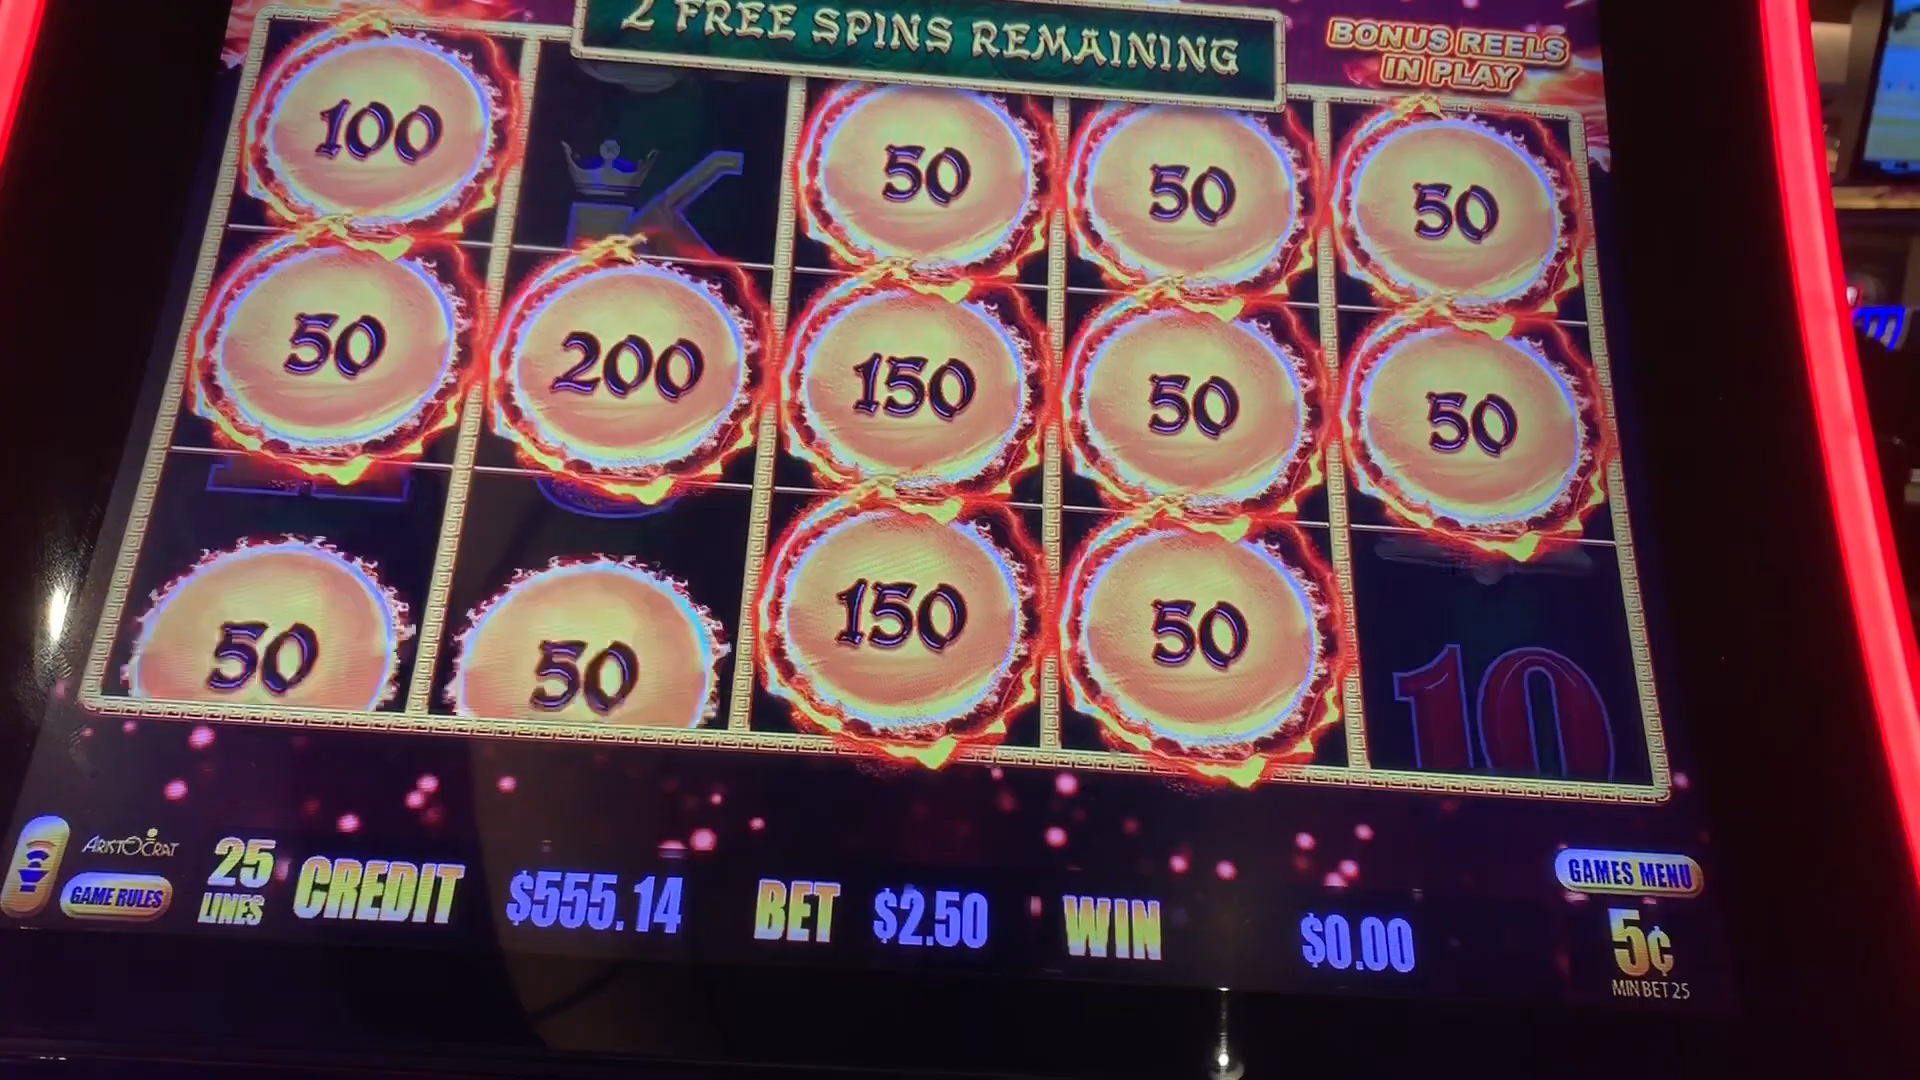 2 FREE SPINS REMAINING
BONUS REELS
IN PLAY
100
K
50
50
50
50
200
150
50
50
50
50
150
50
10
ARISTOCRAT
GAME RULES
25
LINES
CREDIT $555.14
BET $2.50
WIN $0.00
GAMES MENU
5¢
MIN BET 25